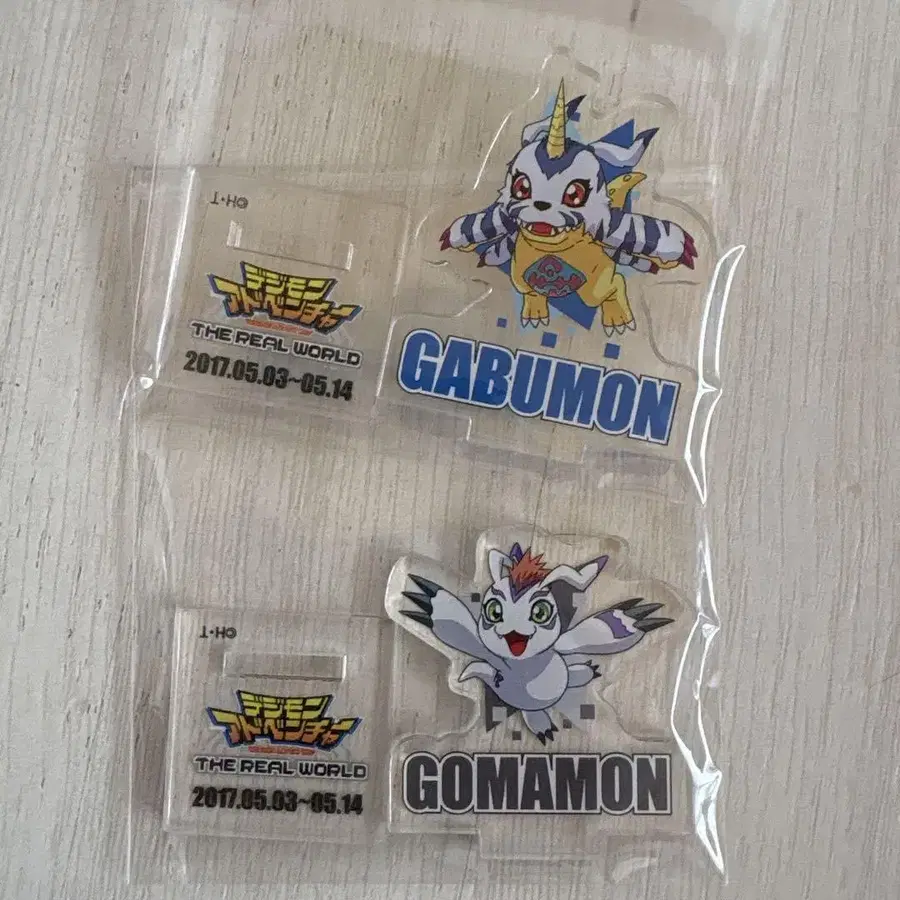 ©H・T
デジモン
アドベンチャー
THE REAL WORLD
2017.05.03~05.14
GABUMON
©H・T
デジモン
アドベンチャー
THE REAL WORLD
2017.05.03~05.14
GOMAMON